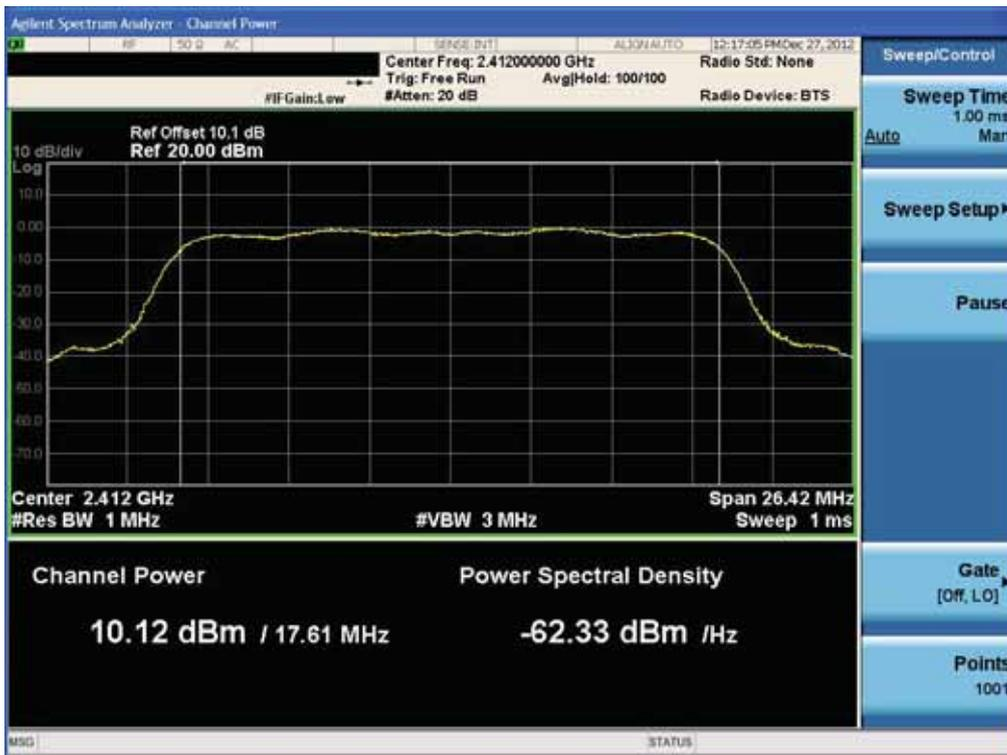 Agilent Spectrum Analyzer - Channel Power
RF 50 Ω AC SENSE:INT ALIGN AUTO 12:17:05 PM Dec 27, 2012
Center Freq: 2.412000000 GHz Radio Std: None
Trig: Free Run Avg|Hold: 100/100
#IFGain:Low #Atten: 20 dB Radio Device: BTS
Ref Offset 10.1 dB
10 dB/div Ref 20.00 dBm
Log
10.0
0.00
-10.0
-20.0
-30.0
-40.0
-50.0
-60.0
-70.0
Center 2.412 GHz Span 26.42 MHz
#Res BW 1 MHz #VBW 3 MHz Sweep 1 ms
Channel Power Power Spectral Density
10.12 dBm / 17.61 MHz -62.33 dBm /Hz
MSG STATUS
Sweep/Control
Sweep Time
1.00 ms
Auto Man
Sweep Setup
Pause
Gate
[Off, LO]
Points
1001